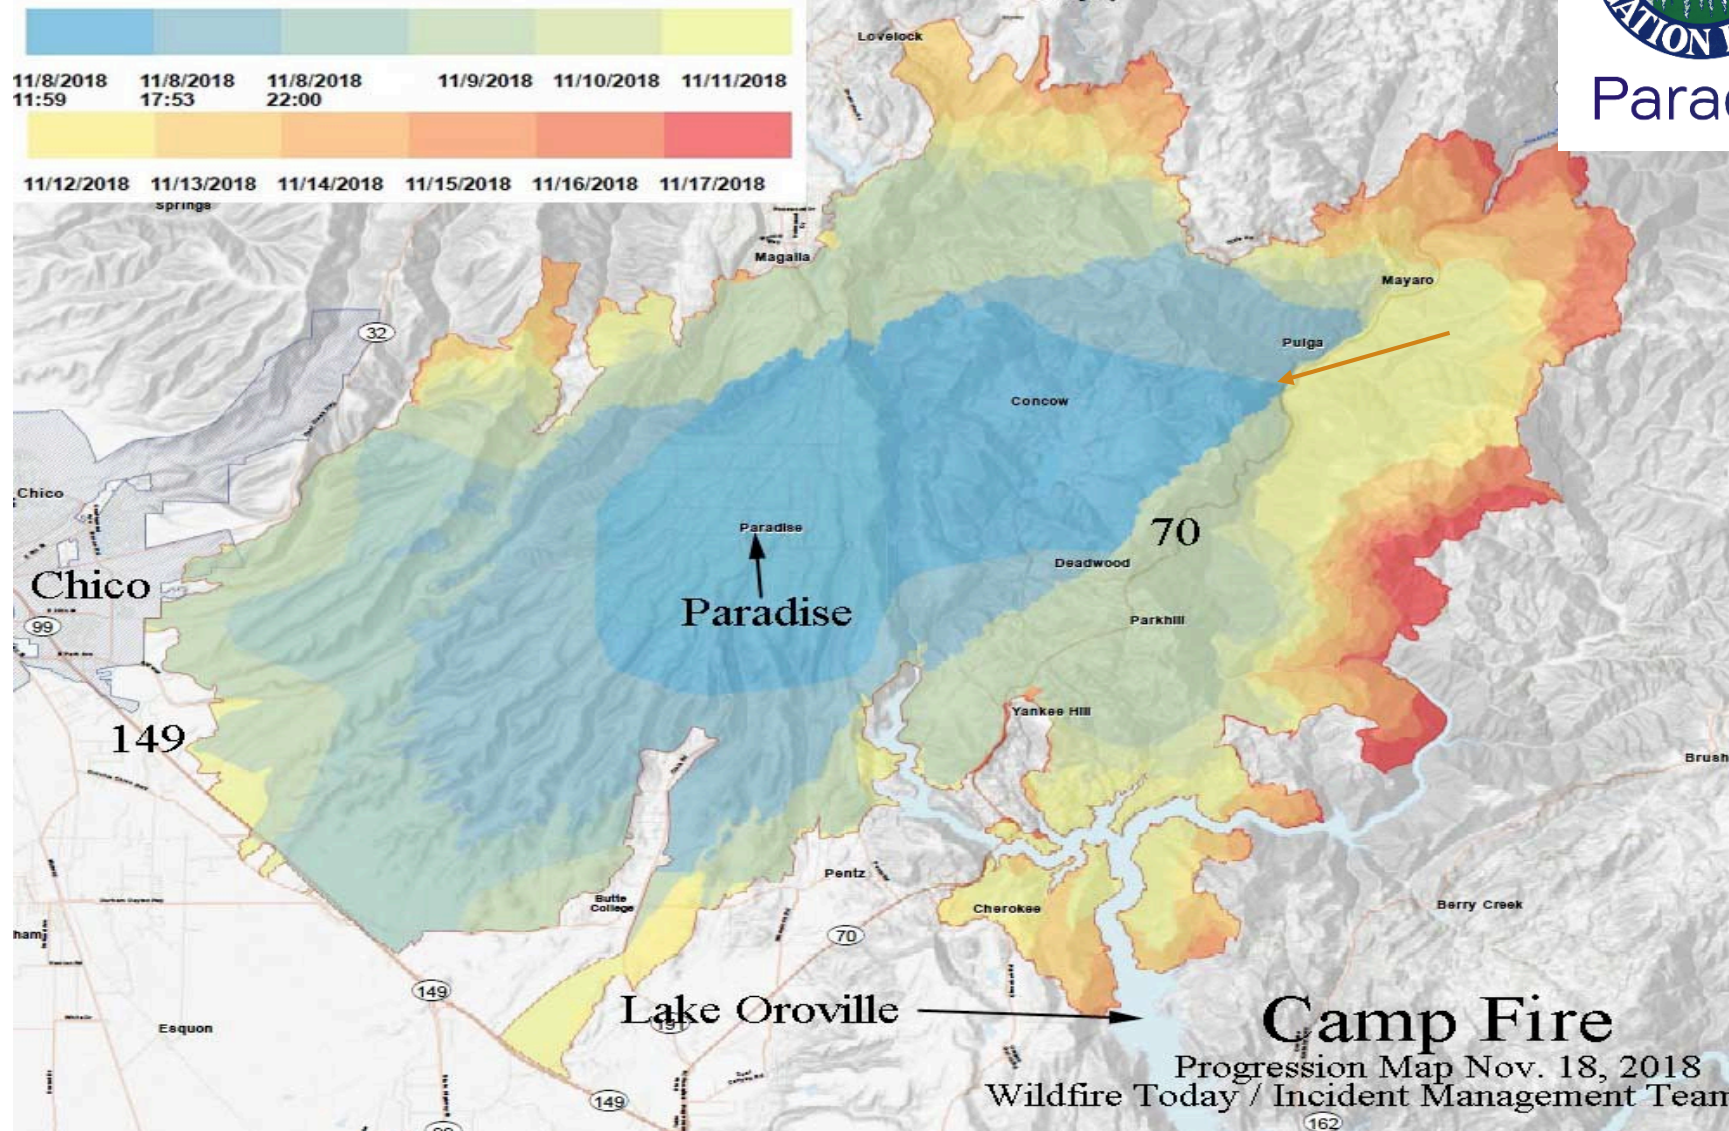 11/8/2018 11/8/2018 11/8/2018 11/9/2018 11/10/2018 11/11/2018
11:59 17:53 22:00
11/12/2018 11/13/2018 11/14/2018 11/15/2018 11/16/2018 11/17/2018
NATION
Parad
Lovelock
Springs
Magalia
Mayaro
32
Pulga
Concow
Chico
Paradise
70
Deadwood
Chico
Paradise
Parkhill
99
Yankee Hill
149
Brush
Pentz
Butte
College
Cherokee
Berry Creek
ham
70
149
Lake Oroville
191
Esquon
Camp Fire
Progression Map Nov. 18, 2018
Wildfire Today / Incident Management Team
149
162
99